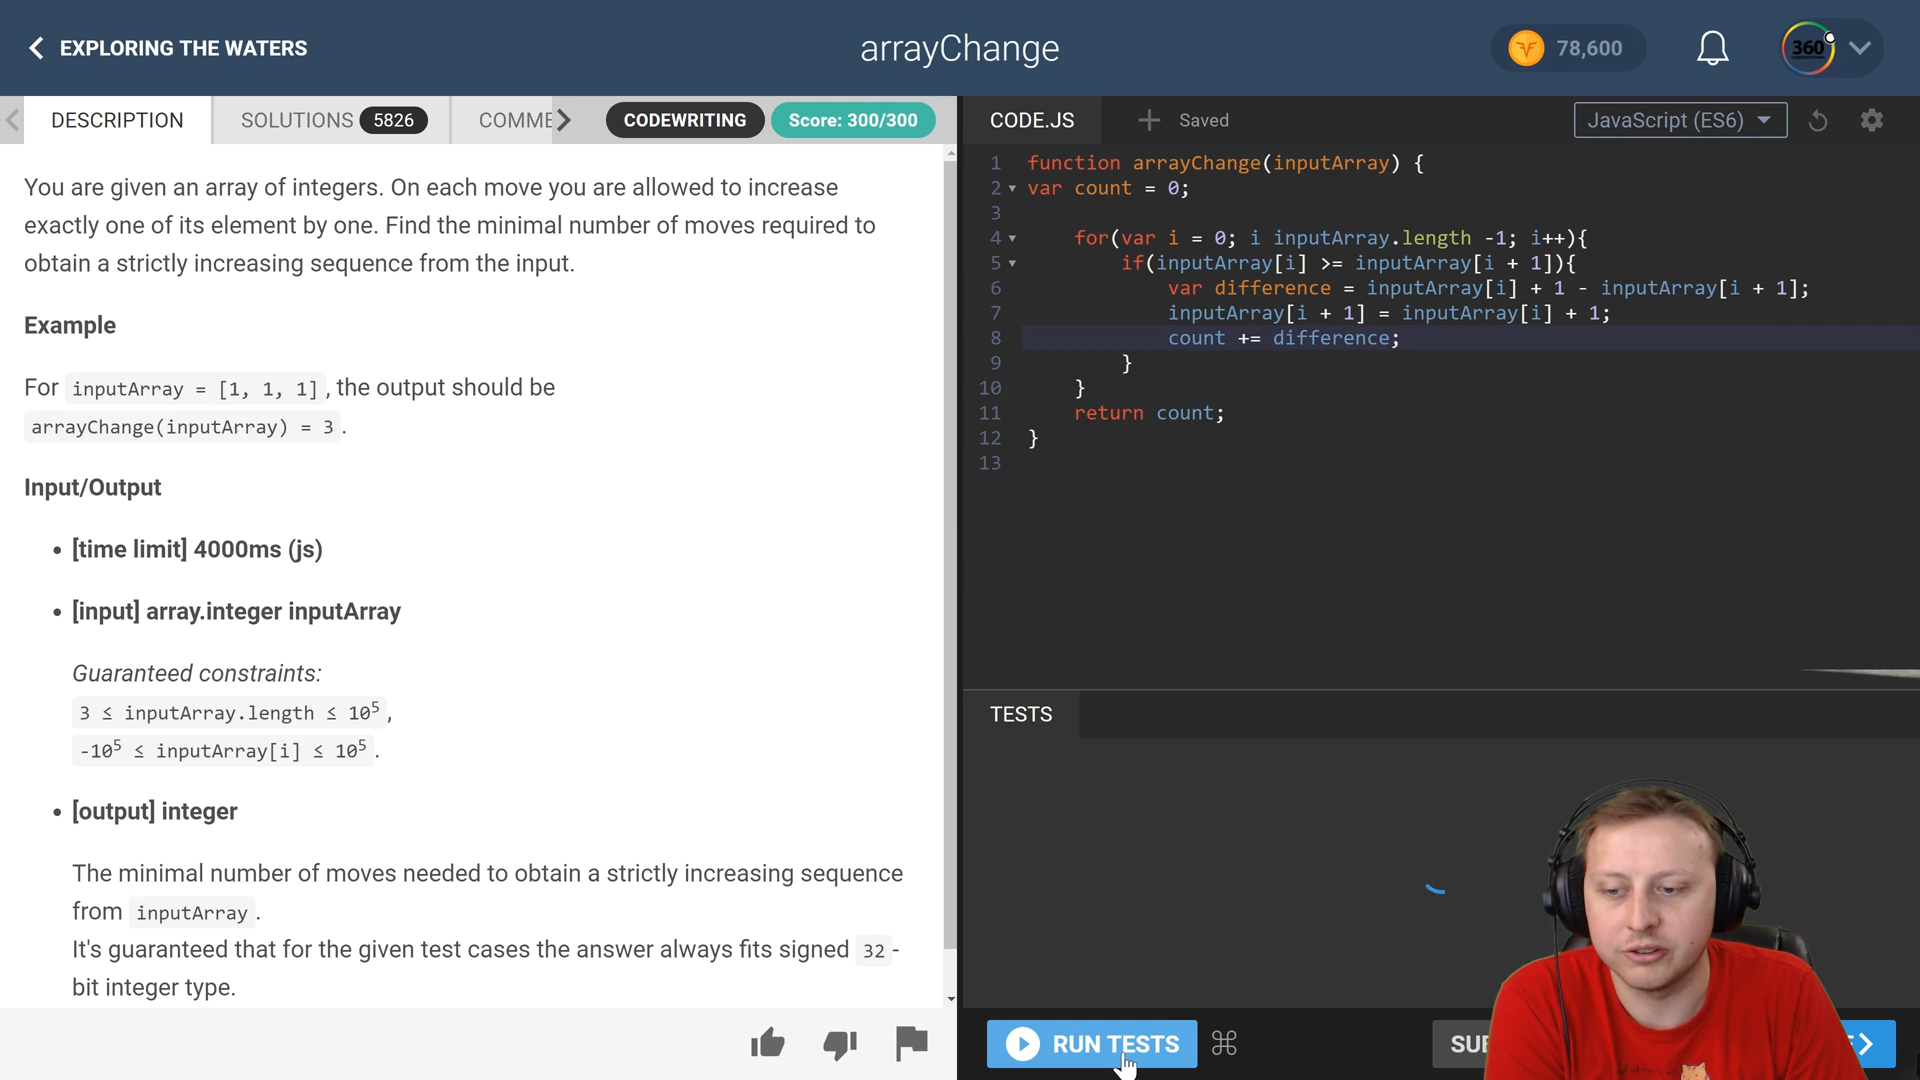 EXPLORING THE WATERS
arrayChange
78,600
360
DESCRIPTION
SOLUTIONS 5826
COMME
CODEWRITING
Score: 300/300
You are given an array of integers. On each move you are allowed to increase
exactly one of its element by one. Find the minimal number of moves required to
obtain a strictly increasing sequence from the input.
Example
For inputArray = [1, 1, 1], the output should be
arrayChange(inputArray) = 3.
Input/Output
• [time limit] 4000ms (js)
• [input] array.integer inputArray
Guaranteed constraints:
3 ≤ inputArray.length ≤ 10⁵,
-10⁵ ≤ inputArray[i] ≤ 10⁵.
• [output] integer
The minimal number of moves needed to obtain a strictly increasing sequence
from inputArray.
It's guaranteed that for the given test cases the answer always fits signed 32-
bit integer type.
CODE.JS
Saved
JavaScript (ES6)
1 function arrayChange(inputArray) {
2 var count = 0;
3
4 for(var i = 0; i inputArray.length -1; i++){
5 if(inputArray[i] >= inputArray[i + 1]){
6 var difference = inputArray[i] + 1 - inputArray[i + 1];
7 inputArray[i + 1] = inputArray[i] + 1;
8 count += difference;
9 }
10 }
11 return count;
12 }
13
TESTS
RUN TESTS
⌘
SU